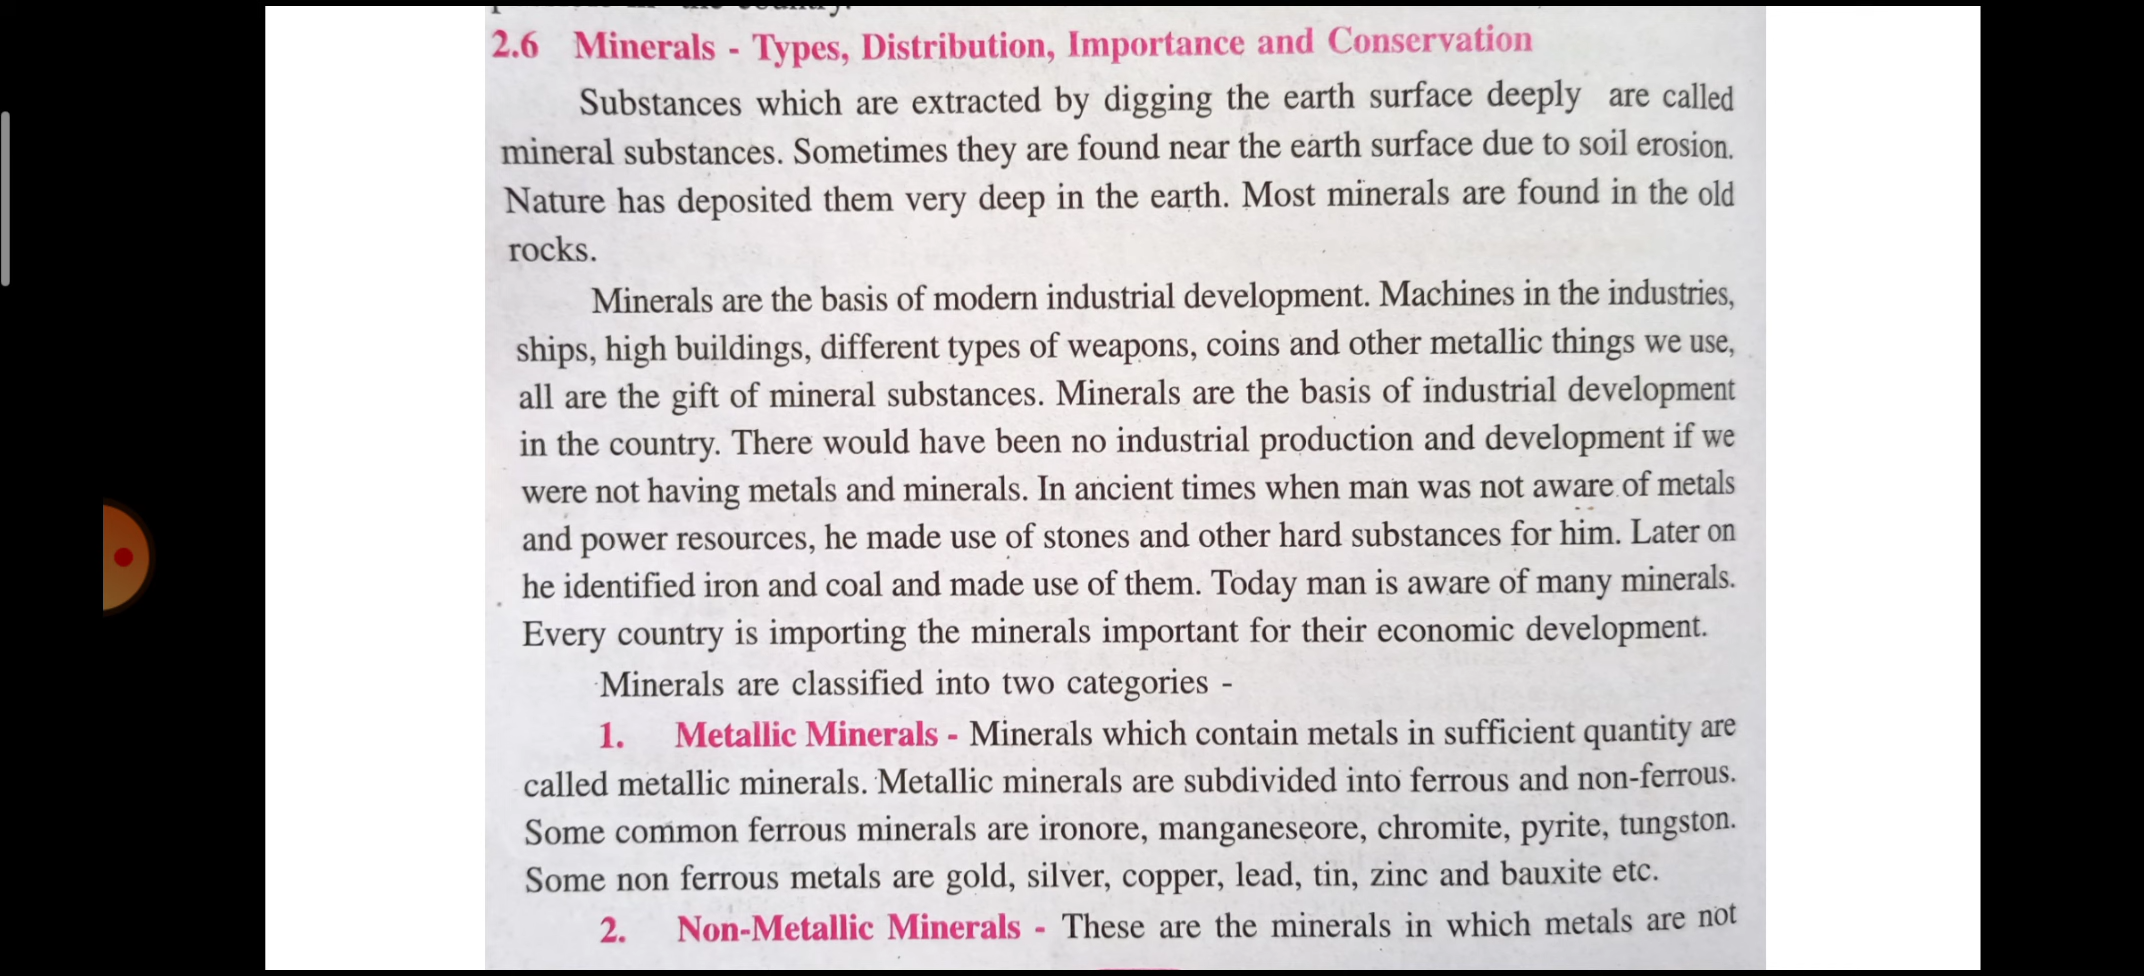 2.6 Minerals - Types, Distribution, Importance and Conservation
Substances which are extracted by digging the earth surface deeply are called
mineral substances. Sometimes they are found near the earth surface due to soil erosion.
Nature has deposited them very deep in the earth. Most minerals are found in the old
rocks.
Minerals are the basis of modern industrial development. Machines in the industries,
ships, high buildings, different types of weapons, coins and other metallic things we use,
all are the gift of mineral substances. Minerals are the basis of industrial development
in the country. There would have been no industrial production and development if we
were not having metals and minerals. In ancient times when man was not aware of metals
and power resources, he made use of stones and other hard substances for him. Later on
he identified iron and coal and made use of them. Today man is aware of many minerals.
Every country is importing the minerals important for their economic development.
Minerals are classified into two categories -
1. Metallic Minerals - Minerals which contain metals in sufficient quantity are
called metallic minerals. Metallic minerals are subdivided into ferrous and non-ferrous.
Some common ferrous minerals are ironore, manganeseore, chromite, pyrite, tungston.
Some non ferrous metals are gold, silver, copper, lead, tin, zinc and bauxite etc.
2. Non-Metallic Minerals - These are the minerals in which metals are not